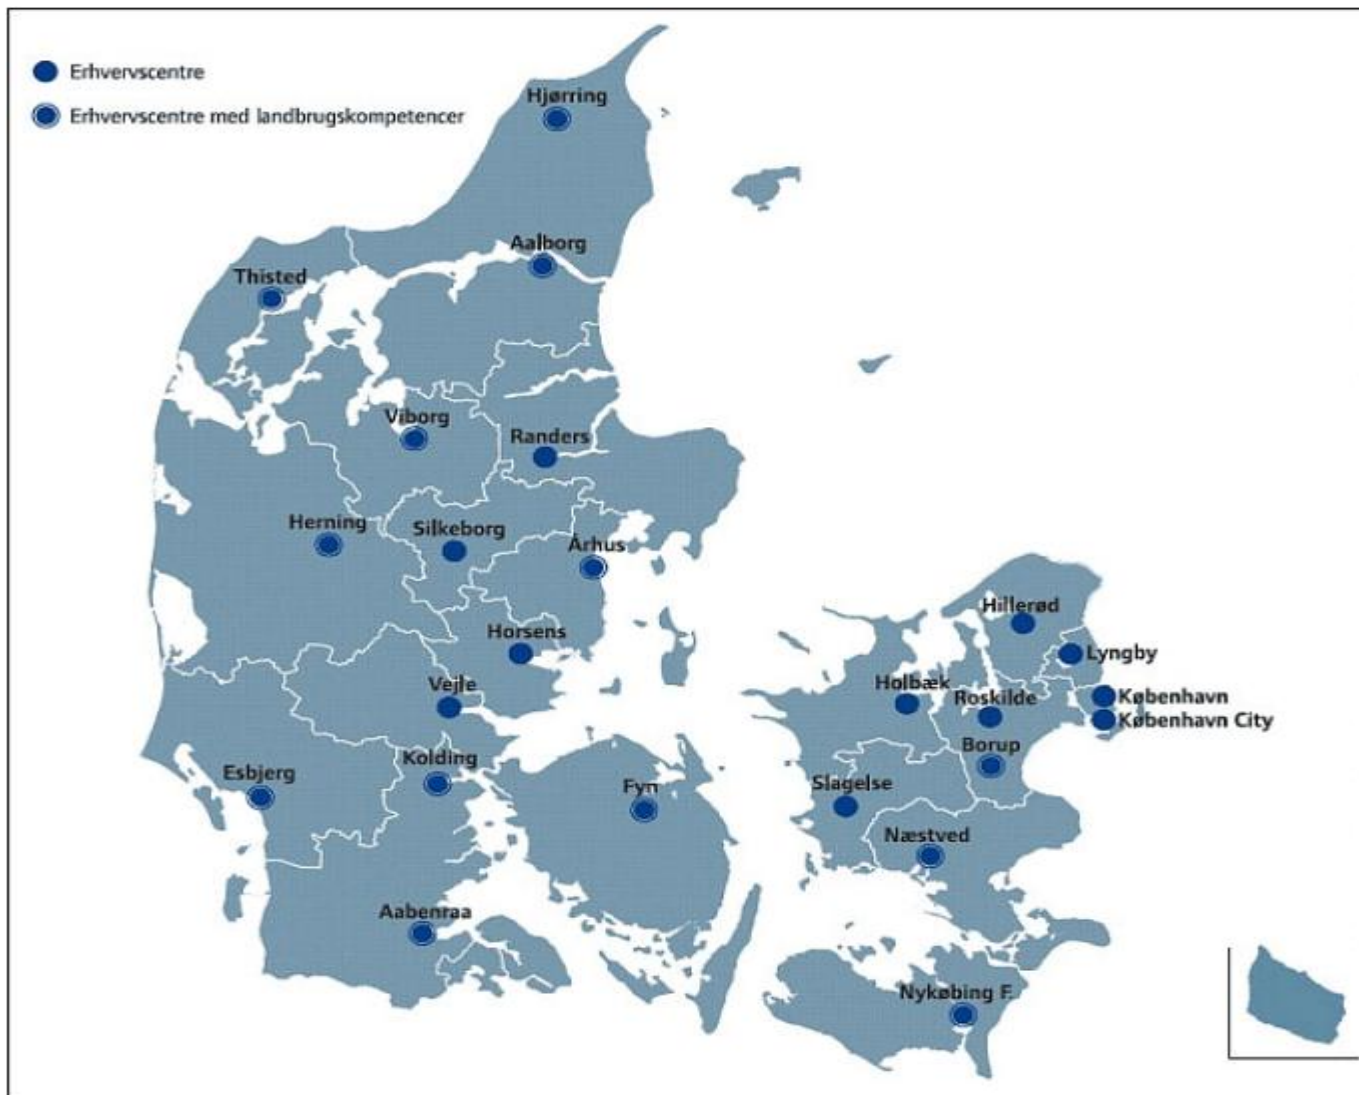 Erhvervscentre
Erhvervscentre med landbrugskompetencer
Hjørring
Aalborg
Thisted
Viborg
Randers
Herning
Silkeborg
Århus
Horsens
Vejle
Kolding
Esbjerg
Fyn
Aabenraa
Hillerød
Lyngby
Holbæk
Roskilde
København
København City
Borup
Slagelse
Næstved
Nykøbing F.